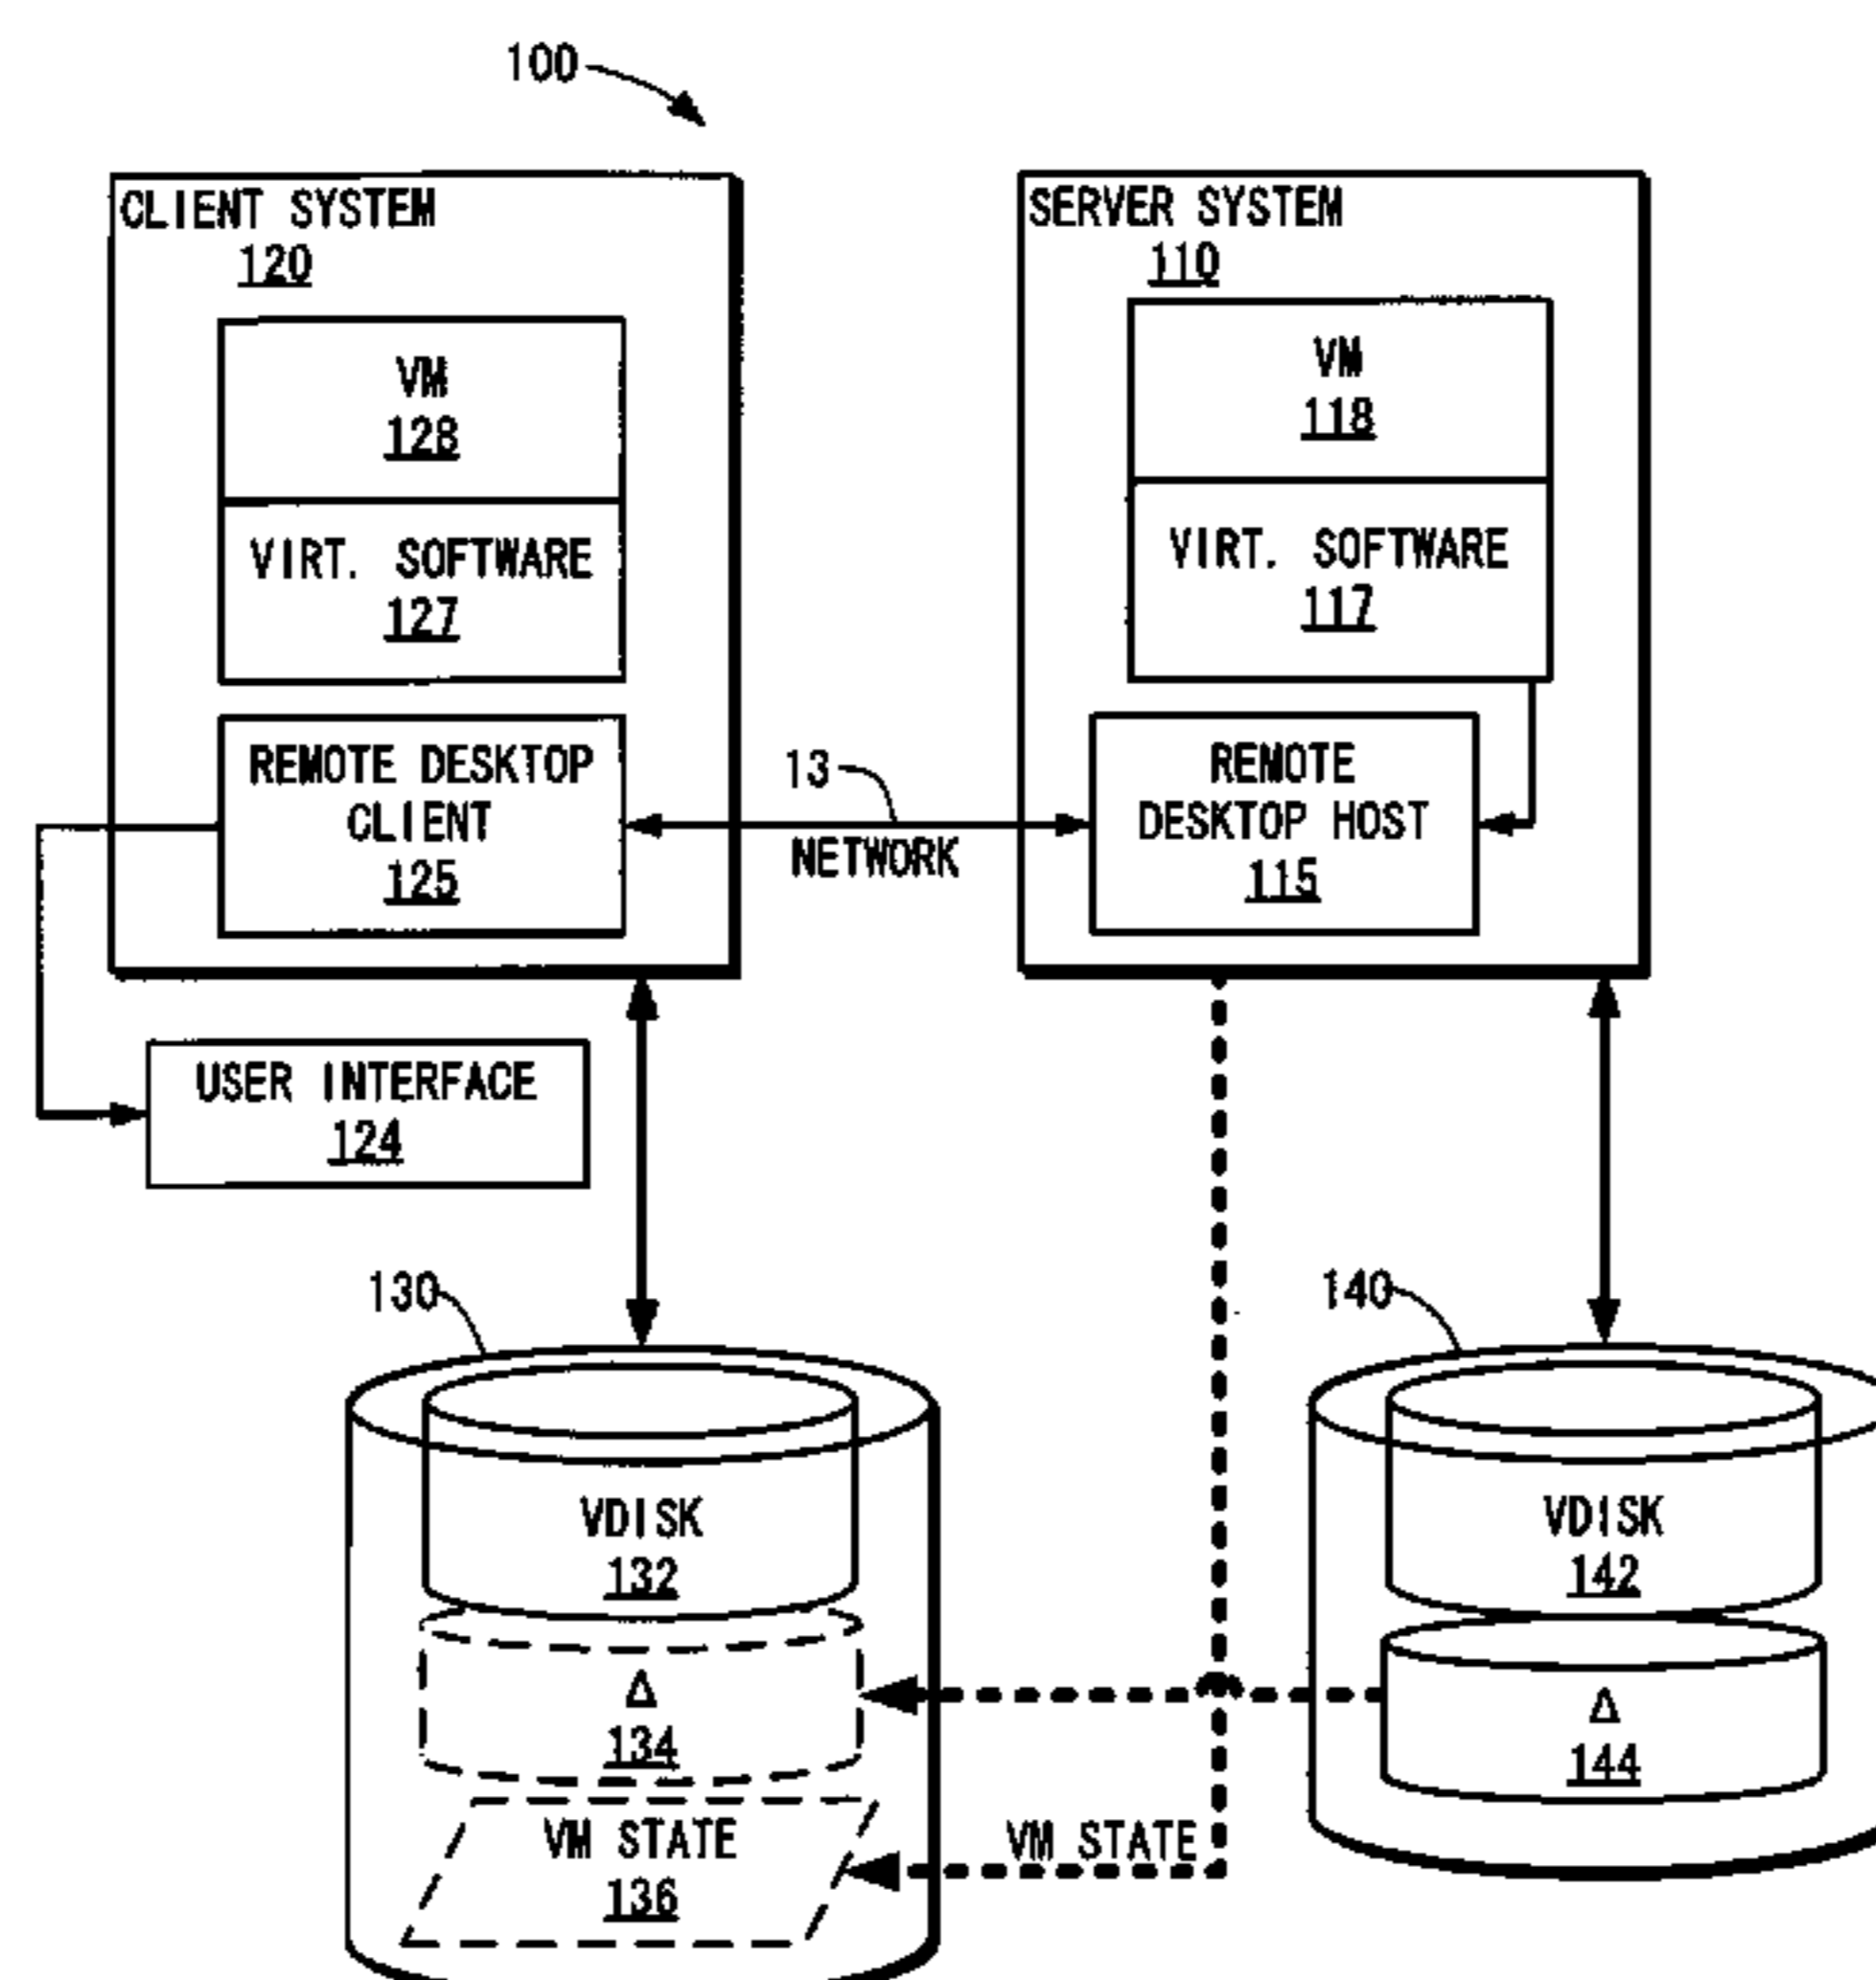 100
CLIENT SYSTEM
120
VM
128
VIRT. SOFTWARE
127
REMOTE DESKTOP
CLIENT
125
13
NETWORK
SERVER SYSTEM
110
VM
118
VIRT. SOFTWARE
117
REMOTE
DESKTOP HOST
115
USER INTERFACE
124
130
VDISK
132
Δ
134
VM STATE
136
VM STATE
140
VDISK
142
Δ
144